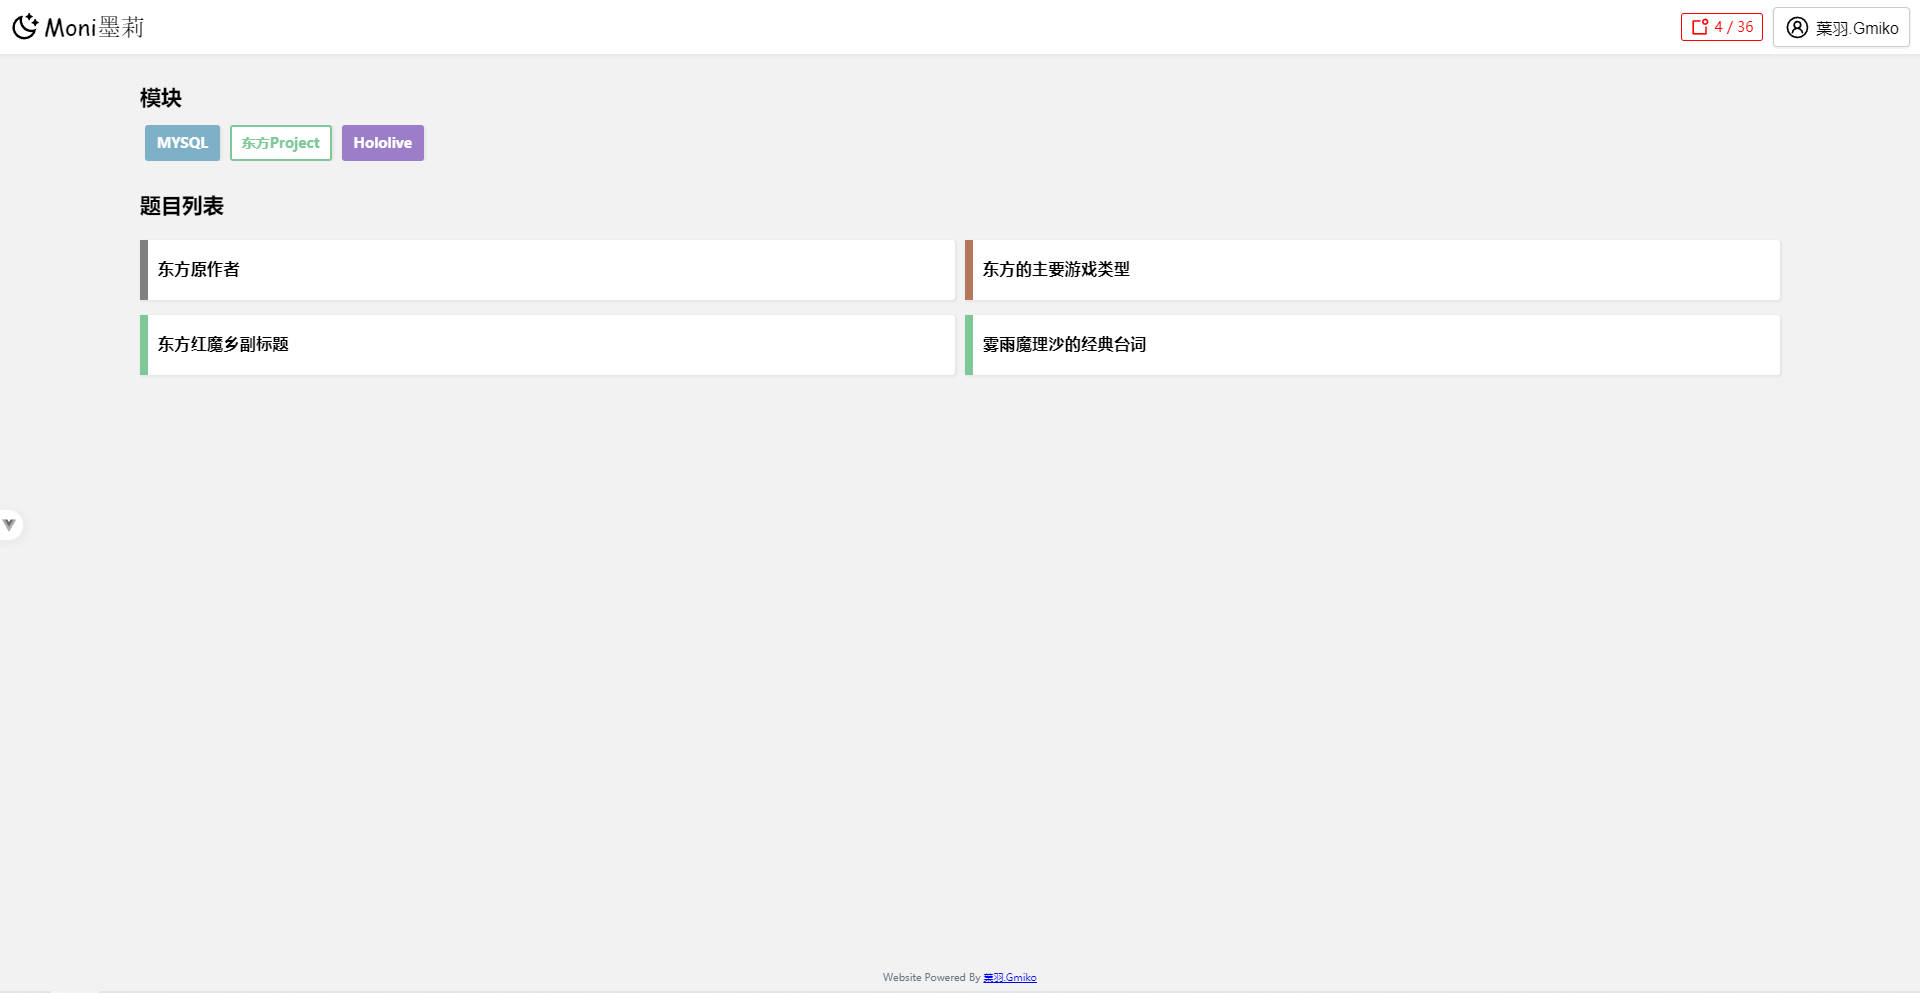 Moni墨莉
4 / 36
葉羽.Gmiko
模块
MYSQL
东方Project
Hololive
题目列表
东方原作者
东方的主要游戏类型
东方红魔乡副标题
雾雨魔理沙的经典台词
Website Powered By 葉羽.Gmiko